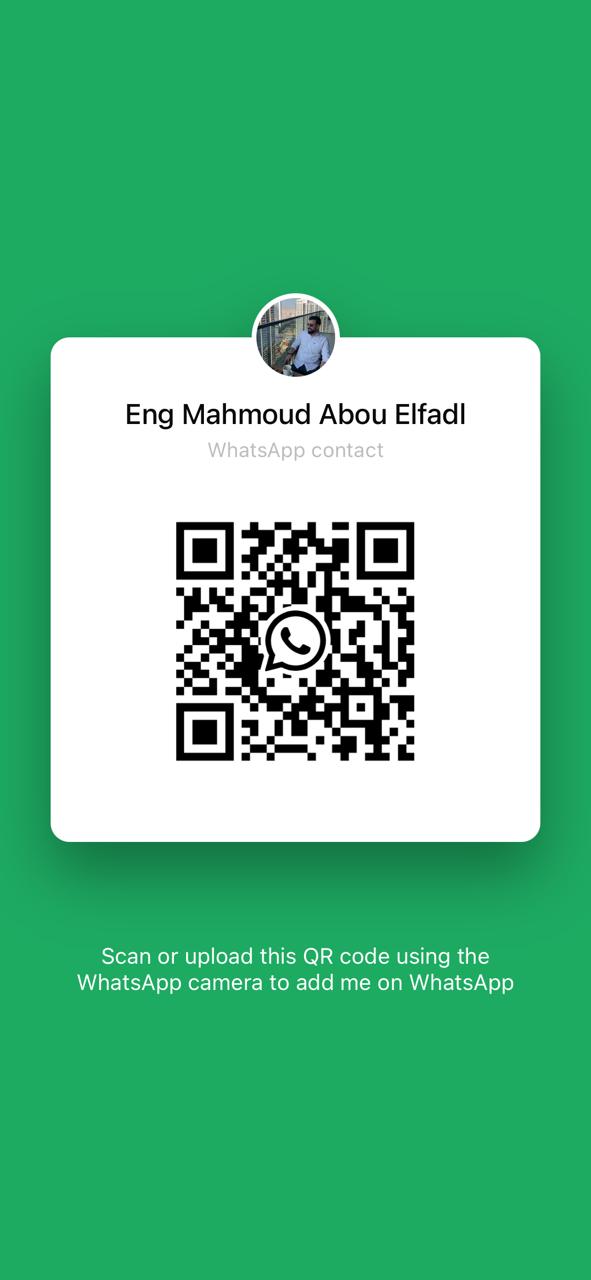 Eng Mahmoud Abou Elfadl
WhatsApp contact
Scan or upload this QR code using the
WhatsApp camera to add me on WhatsApp